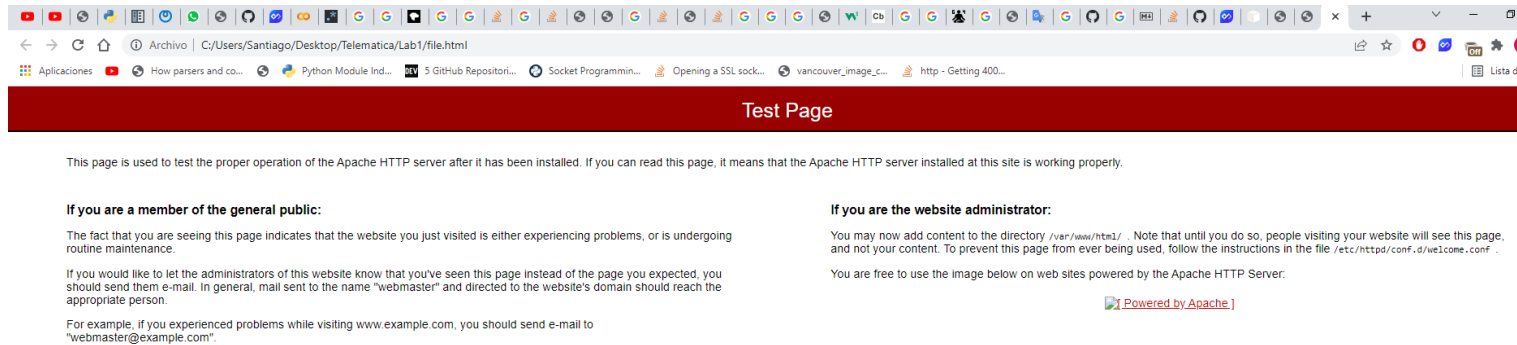 Archivo
C:/Users/Santiago/Desktop/Telematica/Lab1/file.html
Off
Aplicaciones
How parsers and co...
Python Module Ind...
DEV
5 GitHub Repositori...
Socket Programmin...
Opening a SSL sock...
vancouver_image_c...
http - Getting 400...
Lista d
Test Page
This page is used to test the proper operation of the Apache HTTP server after it has been installed. If you can read this page, it means that the Apache HTTP server installed at this site is working properly.
If you are a member of the general public:
The fact that you are seeing this page indicates that the website you just visited is either experiencing problems, or is undergoing
routine maintenance.
If you would like to let the administrators of this website know that you've seen this page instead of the page you expected, you
should send them e-mail. In general, mail sent to the name "webmaster" and directed to the website's domain should reach the
appropriate person.
For example, if you experienced problems while visiting www.example.com, you should send e-mail to
"webmaster@example.com".
If you are the website administrator:
You may now add content to the directory /var/www/html/ . Note that until you do so, people visiting your website will see this page,
and not your content. To prevent this page from ever being used, follow the instructions in the file /etc/httpd/conf.d/welcome.conf .
You are free to use the image below on web sites powered by the Apache HTTP Server:
[ Powered by Apache ]